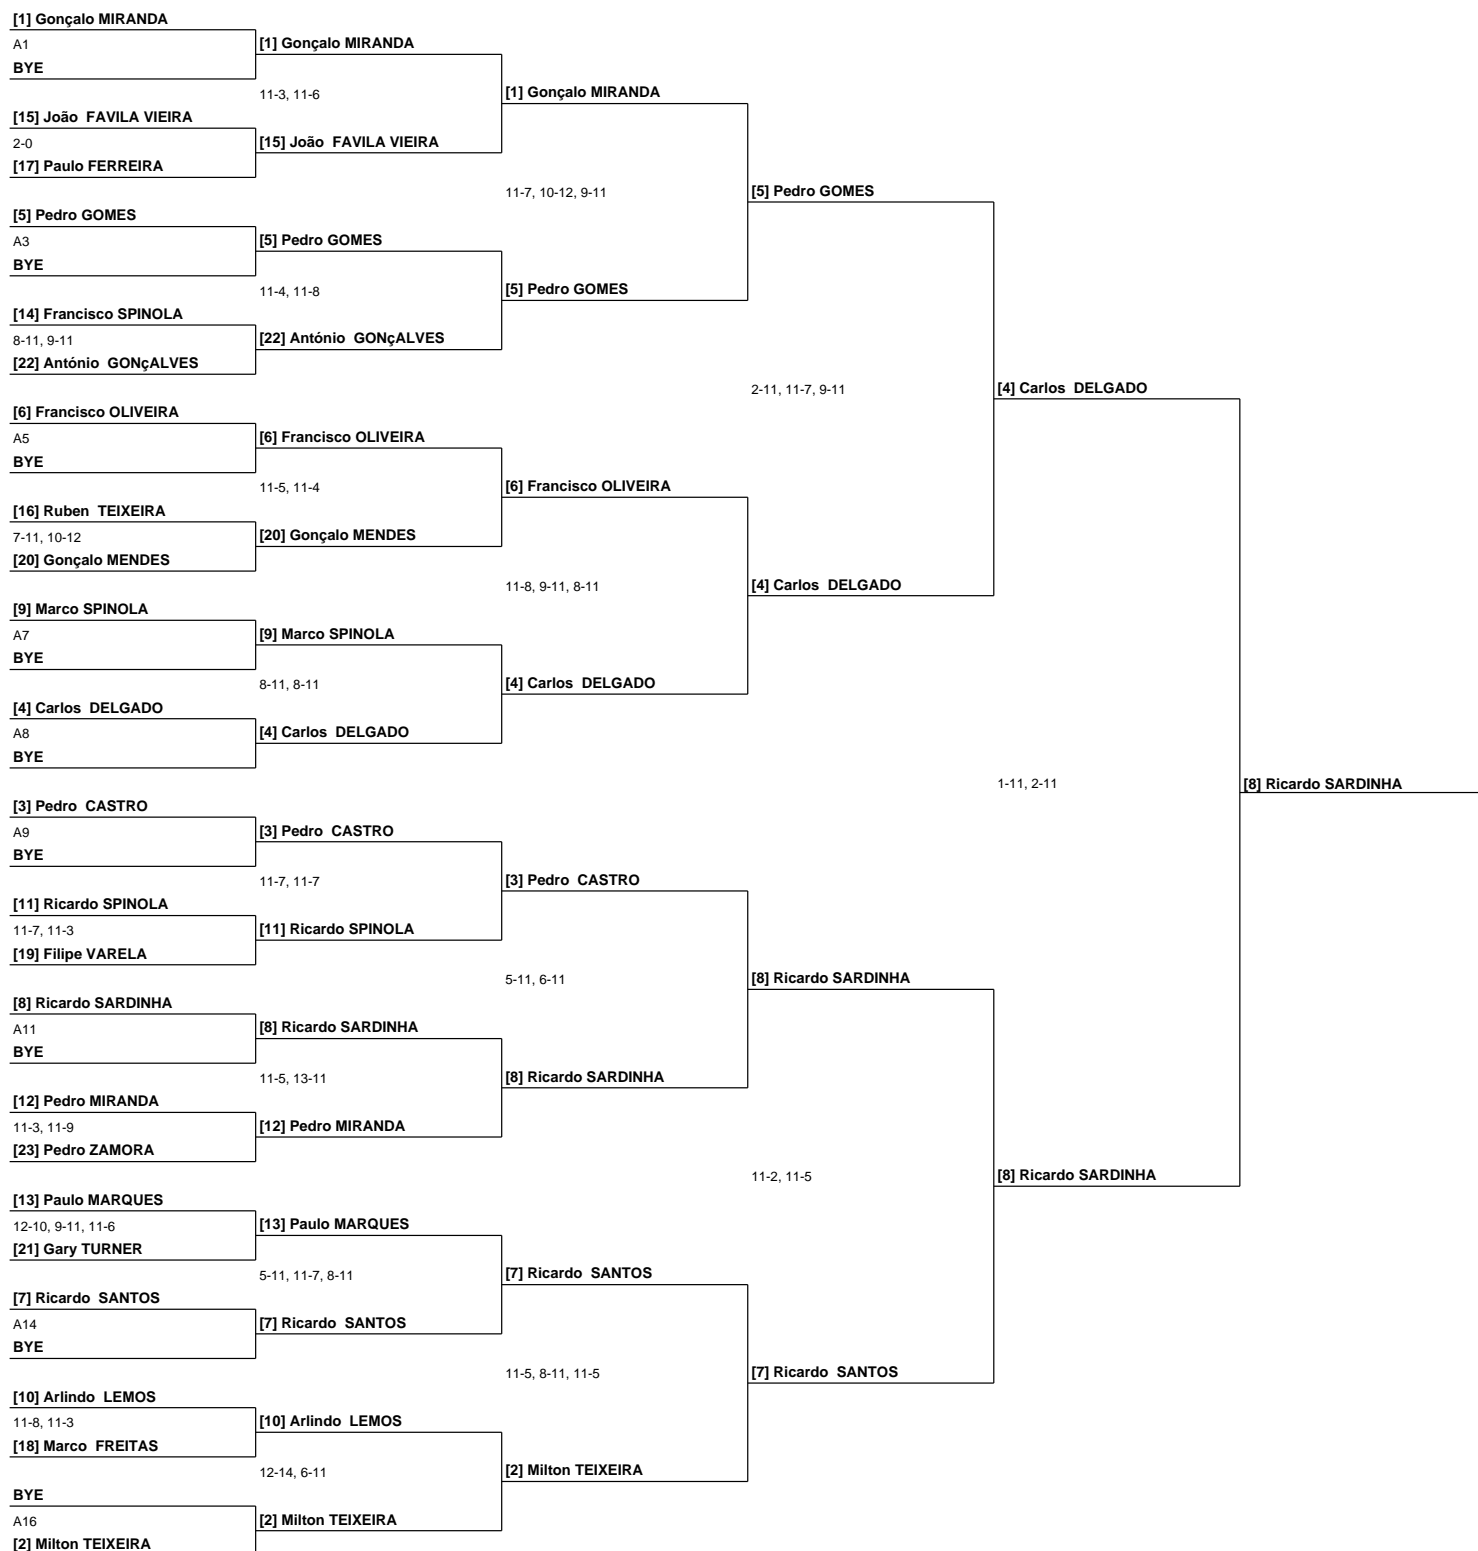 [1] Gonçalo MIRANDA
A1
[1] Gonçalo MIRANDA
BYE
11-3, 11-6
[1] Gonçalo MIRANDA
[15] João  FAVILA VIEIRA
2-0
[15] João  FAVILA VIEIRA
[17] Paulo FERREIRA
11-7, 10-12, 9-11
[5] Pedro GOMES
[5] Pedro GOMES
A3
[5] Pedro GOMES
BYE
11-4, 11-8
[5] Pedro GOMES
[14] Francisco SPINOLA
8-11, 9-11
[22] António  GONçALVES
[22] António  GONçALVES
2-11, 11-7, 9-11
[4] Carlos  DELGADO
[6] Francisco OLIVEIRA
A5
[6] Francisco OLIVEIRA
BYE
11-5, 11-4
[6] Francisco OLIVEIRA
[16] Ruben  TEIXEIRA
7-11, 10-12
[20] Gonçalo MENDES
[20] Gonçalo MENDES
11-8, 9-11, 8-11
[4] Carlos  DELGADO
[9] Marco SPINOLA
A7
[9] Marco SPINOLA
BYE
8-11, 8-11
[4] Carlos  DELGADO
[4] Carlos  DELGADO
A8
[4] Carlos  DELGADO
BYE
1-11, 2-11
[8] Ricardo SARDINHA
[3] Pedro  CASTRO
A9
[3] Pedro  CASTRO
BYE
11-7, 11-7
[3] Pedro  CASTRO
[11] Ricardo SPINOLA
11-7, 11-3
[11] Ricardo SPINOLA
[19] Filipe VARELA
5-11, 6-11
[8] Ricardo SARDINHA
[8] Ricardo SARDINHA
A11
[8] Ricardo SARDINHA
BYE
11-5, 13-11
[8] Ricardo SARDINHA
[12] Pedro MIRANDA
11-3, 11-9
[12] Pedro MIRANDA
[23] Pedro ZAMORA
11-2, 11-5
[8] Ricardo SARDINHA
[13] Paulo MARQUES
12-10, 9-11, 11-6
[13] Paulo MARQUES
[21] Gary TURNER
5-11, 11-7, 8-11
[7] Ricardo  SANTOS
[7] Ricardo  SANTOS
A14
[7] Ricardo  SANTOS
BYE
11-5, 8-11, 11-5
[7] Ricardo  SANTOS
[10] Arlindo  LEMOS
11-8, 11-3
[10] Arlindo  LEMOS
[18] Marco  FREITAS
12-14, 6-11
[2] Milton TEIXEIRA
BYE
A16
[2] Milton TEIXEIRA
[2] Milton TEIXEIRA